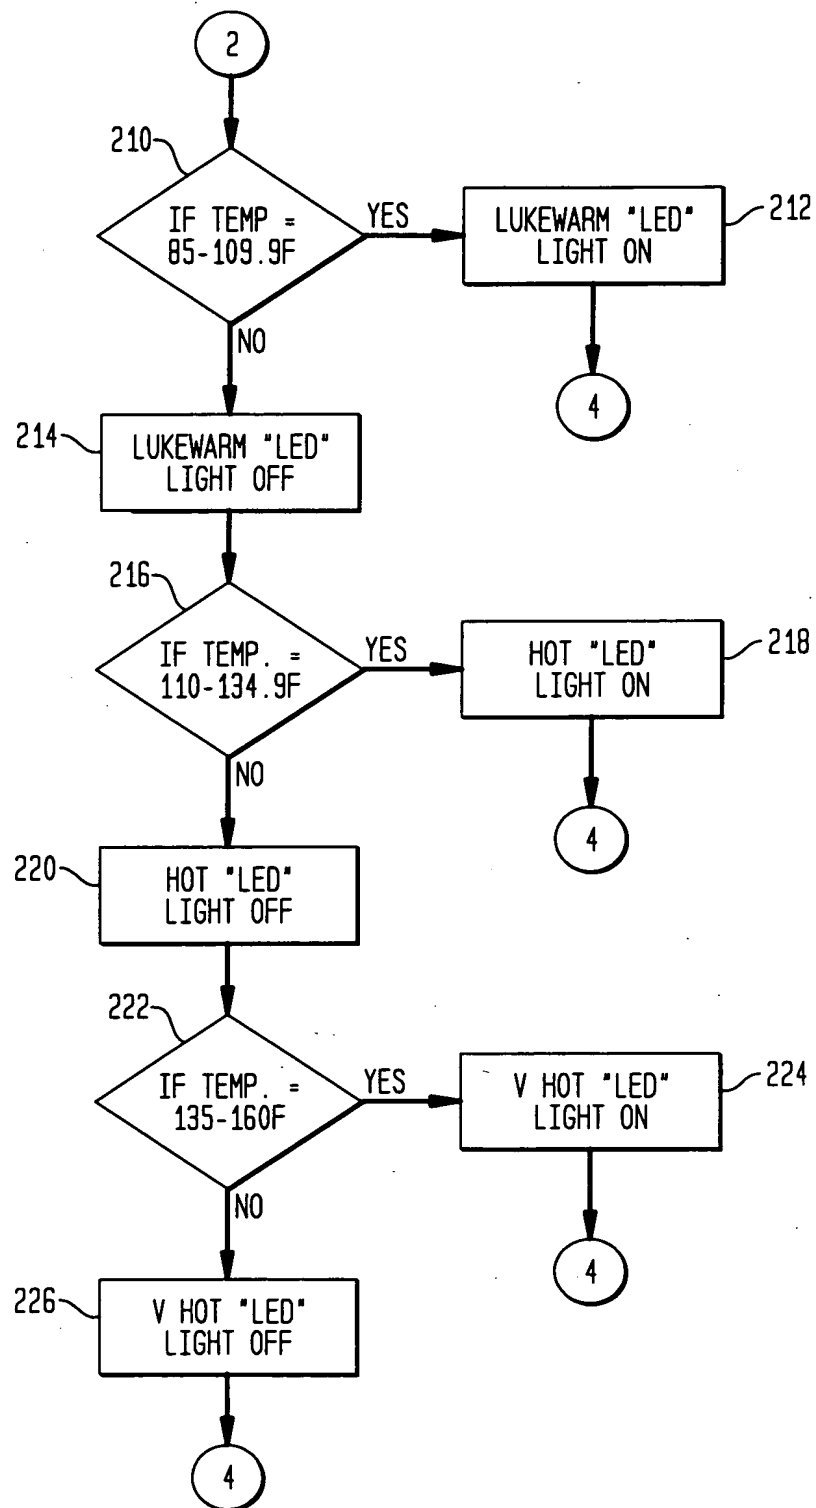 2
210
IF TEMP =
85-109.9F
YES
LUKEWARM "LED"
LIGHT ON
212
NO
4
214
LUKEWARM "LED"
LIGHT OFF
216
IF TEMP. =
110-134.9F
YES
HOT "LED"
LIGHT ON
218
NO
4
220
HOT "LED"
LIGHT OFF
222
IF TEMP. =
135-160F
YES
V HOT "LED"
LIGHT ON
224
NO
4
226
V HOT "LED"
LIGHT OFF
4